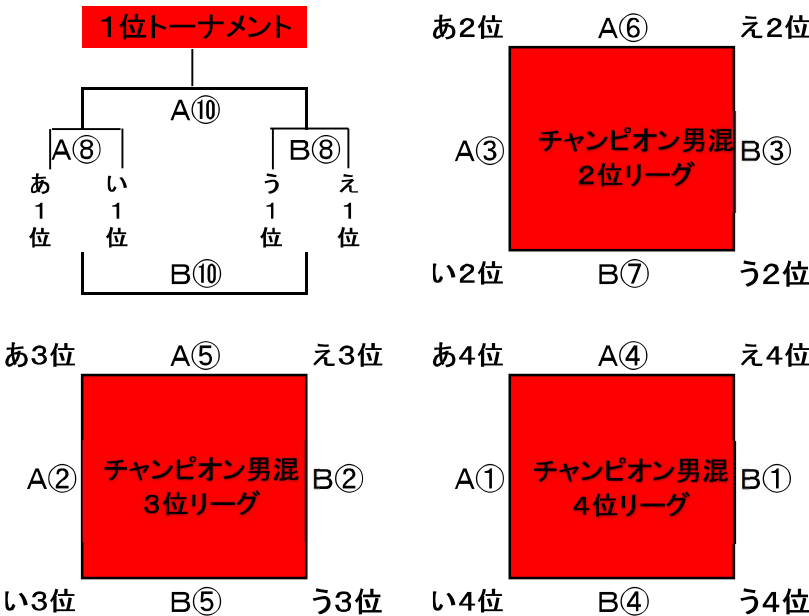 1位トーナメント
A⑩
A⑧
B⑧
あ1位
い1位
う1位
え1位
B⑩
あ2位
A⑥
え2位
A③
チャンピオン男混
2位リーグ
B③
い2位
B⑦
う2位
あ3位
A⑤
え3位
A②
チャンピオン男混
3位リーグ
B②
い3位
B⑤
う3位
あ4位
A④
え4位
A①
チャンピオン男混
4位リーグ
B①
い4位
B④
う4位